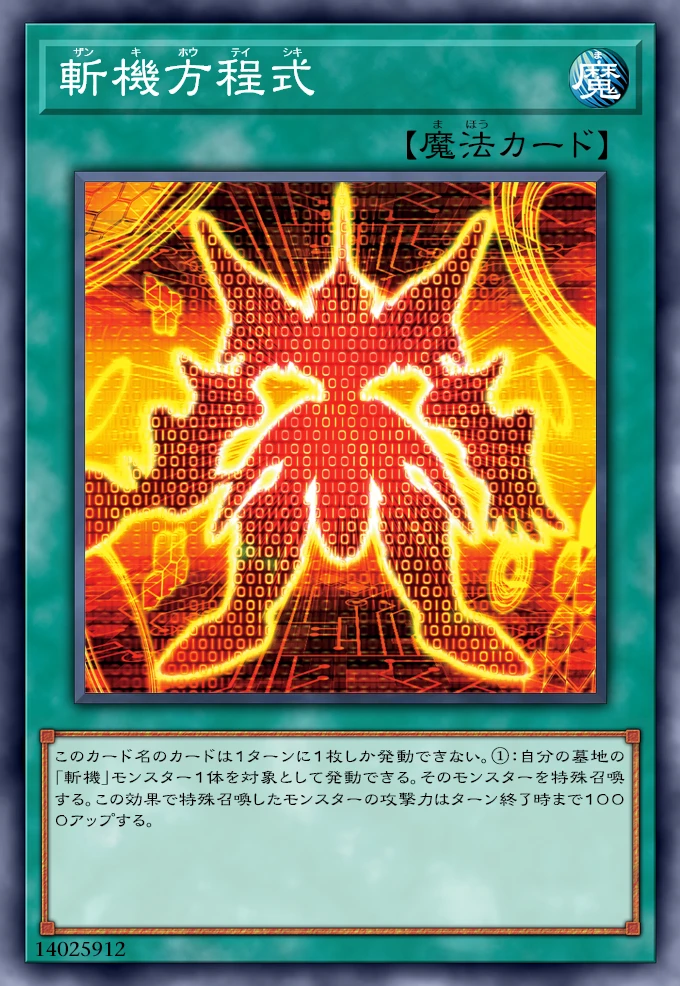 ザン キ ホウ テイ シキ
斬機方程式
ま
魔
ま ほう
【魔法カード】
このカード名のカードは1ターンに1枚しか発動できない。①:自分の墓地の
「斬機」モンスター1体を対象として発動できる。そのモンスターを特殊召喚
する。この効果で特殊召喚したモンスターの攻撃力はターン終了時まで1００
０アップする。
14025912